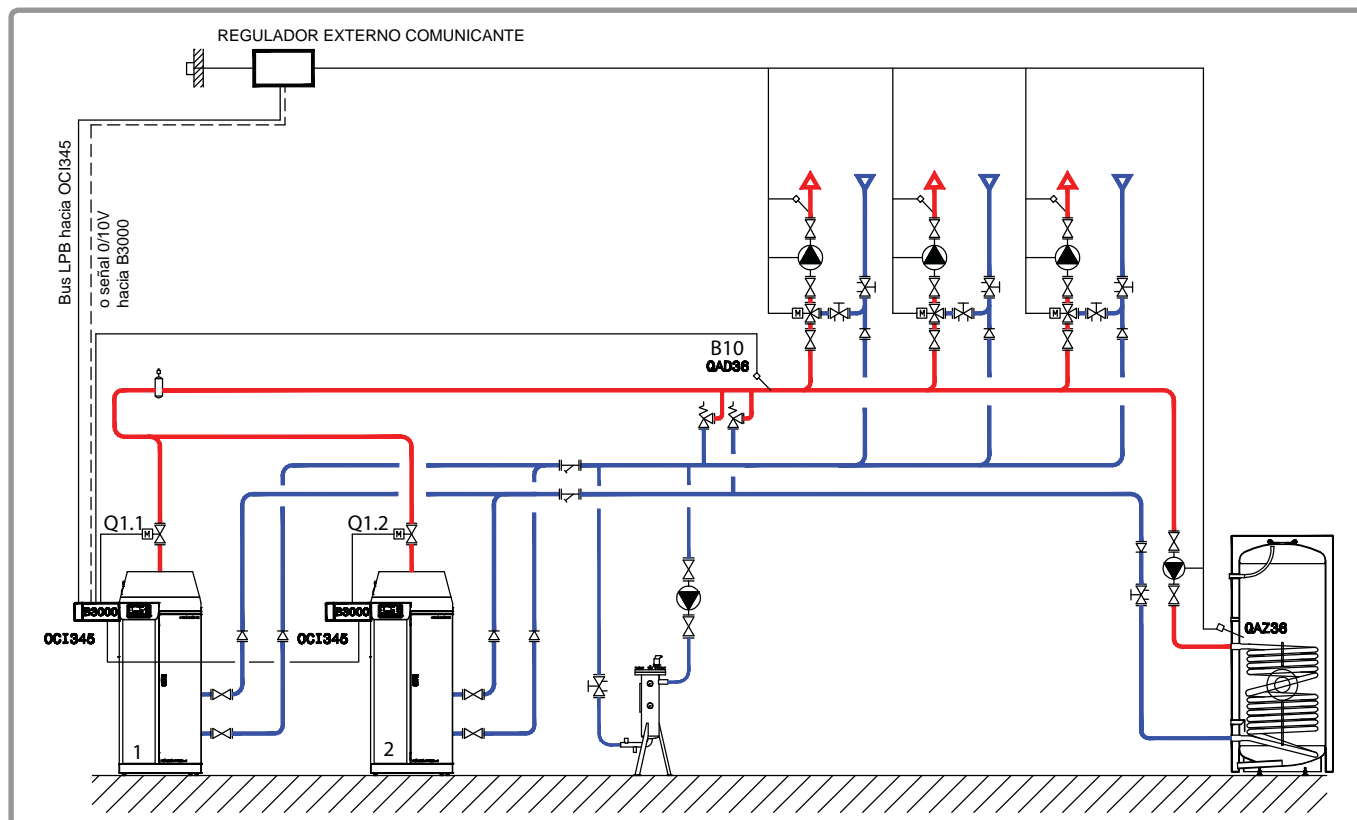 REGULADOR EXTERNO COMUNICANTE
Bus LPB hacia OCI345
o señal 0/10V
hacia B3000
B10
QAD36
M
M
M
Q1.1
M
Q1.2
M
B3000
OCI345
B3000
OCI345
QAZ36
1
2